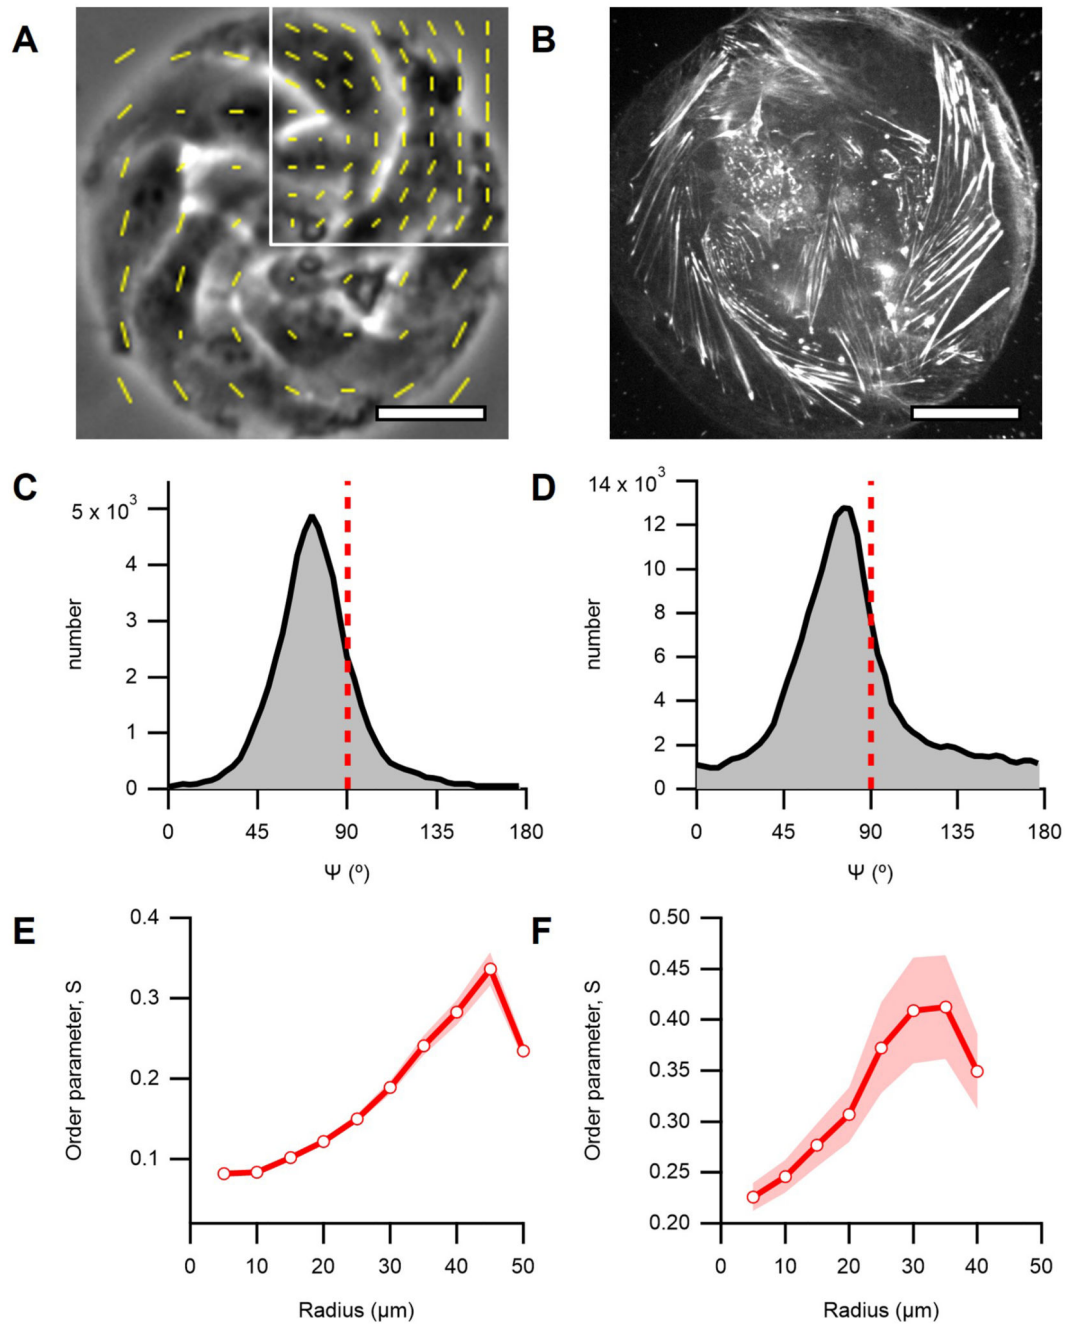 A
B
C
5 x 10³
4
3
2
1
0
number
0 45 90 135 180
Ψ (º)
D
14 x 10³
12
10
8
6
4
2
0
number
0 45 90 135 180
Ψ (º)
E
0.4
0.3
0.2
0.1
Order parameter, S
0 10 20 30 40 50
Radius (µm)
F
0.50
0.45
0.40
0.35
0.30
0.25
0.20
Order parameter, S
0 10 20 30 40 50
Radius (µm)